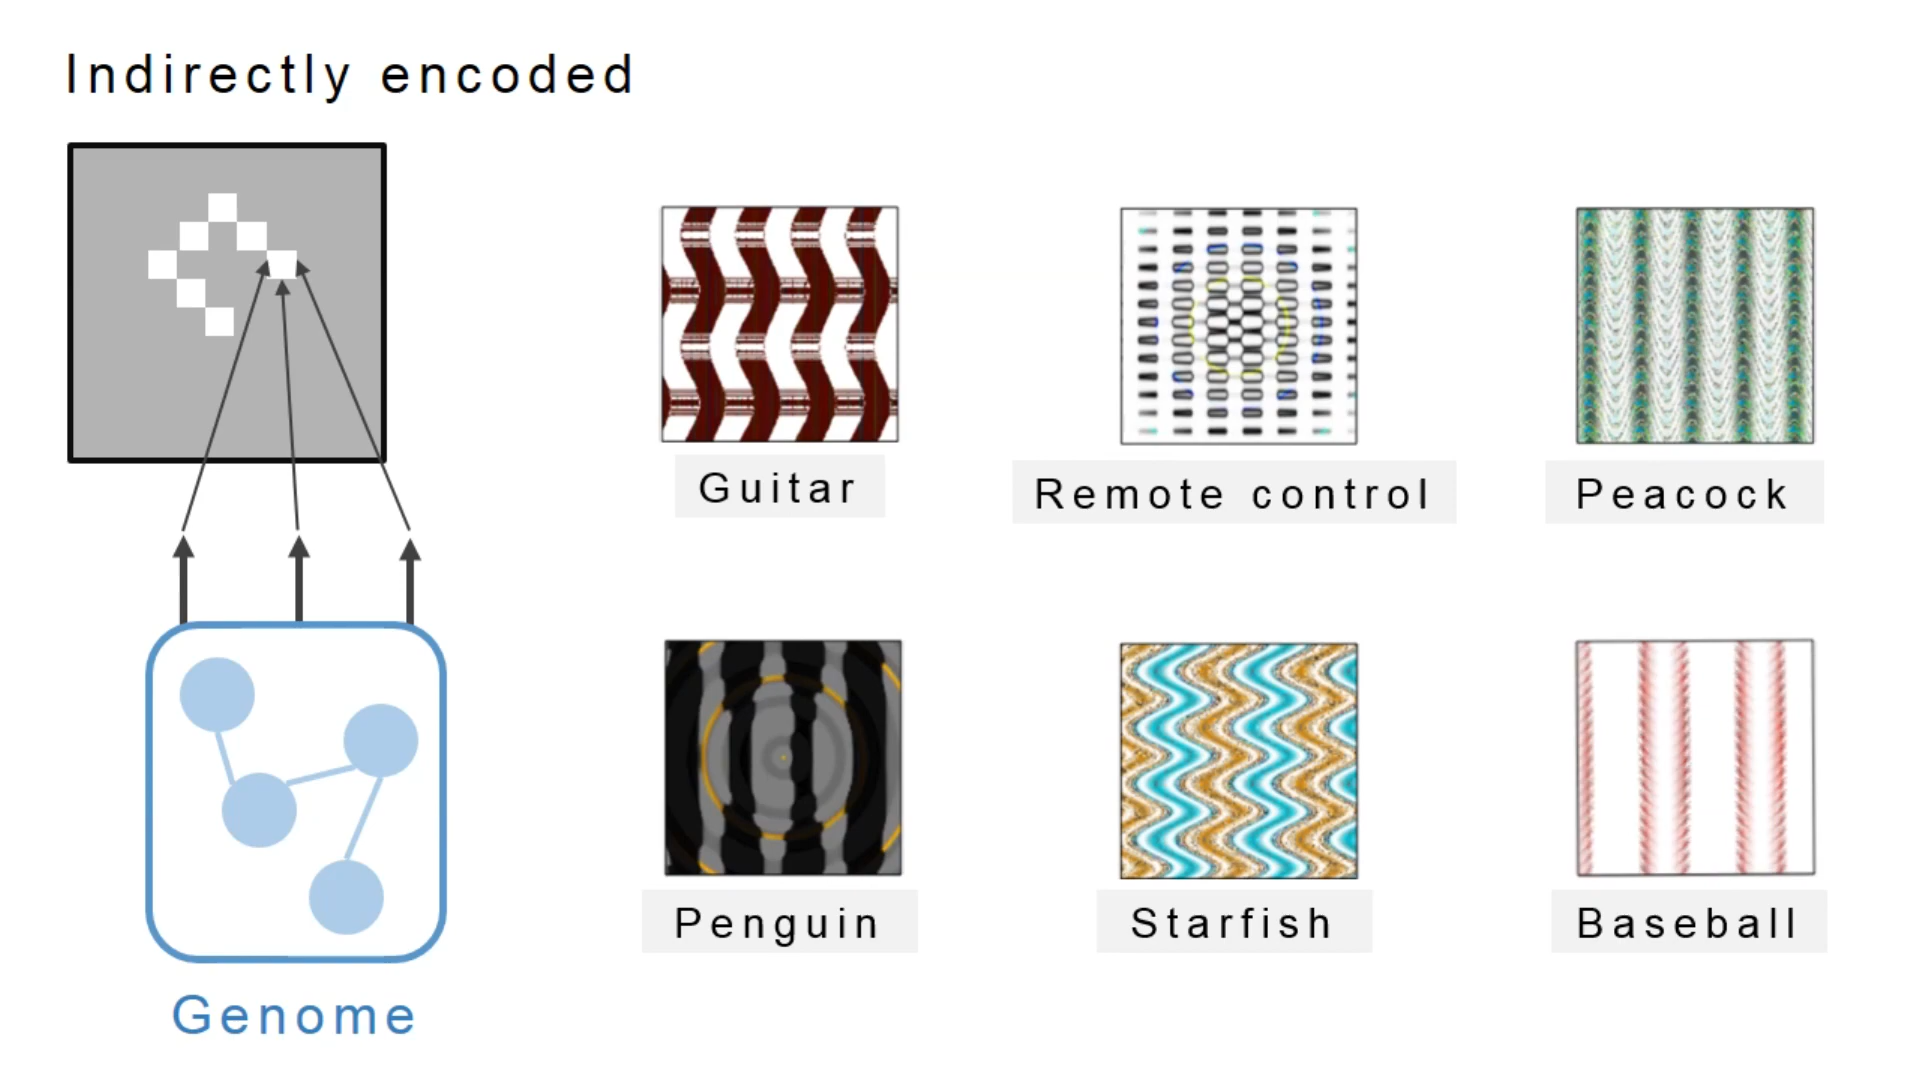 Indirectly encoded
Guitar
Remote control
Peacock
Penguin
Starfish
Baseball
Genome